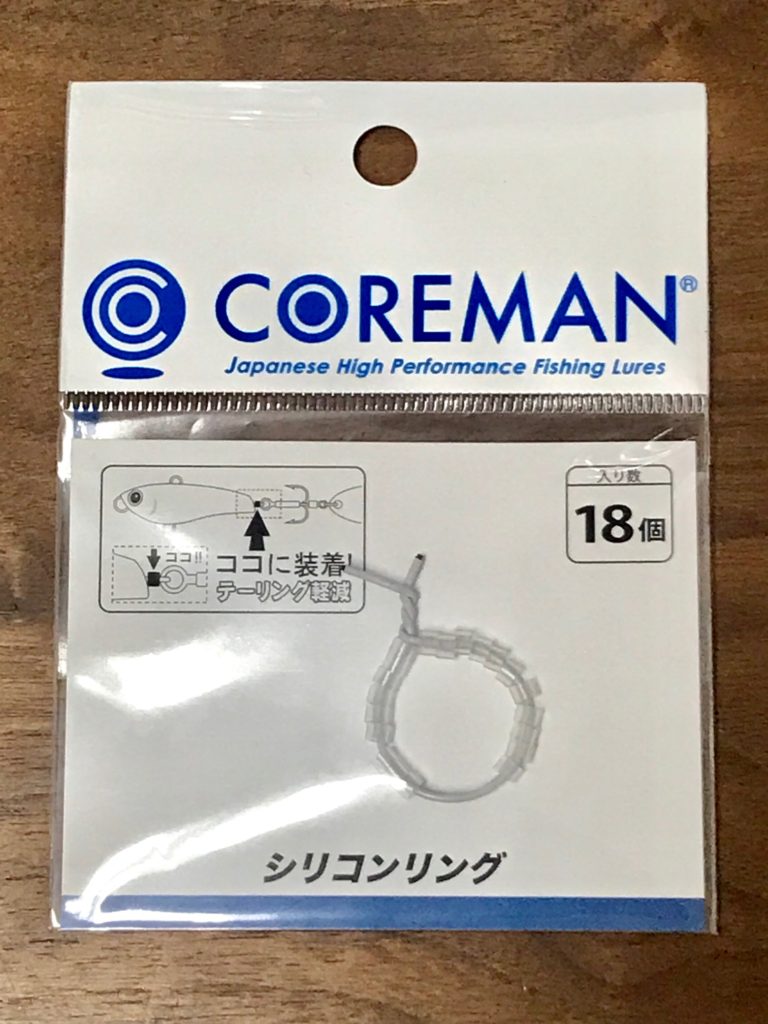 COREMAN®
Japanese High Performance Fishing Lures
入り数
18個
ココ!!
ココに装着!
テーリング軽減
シリコンリング